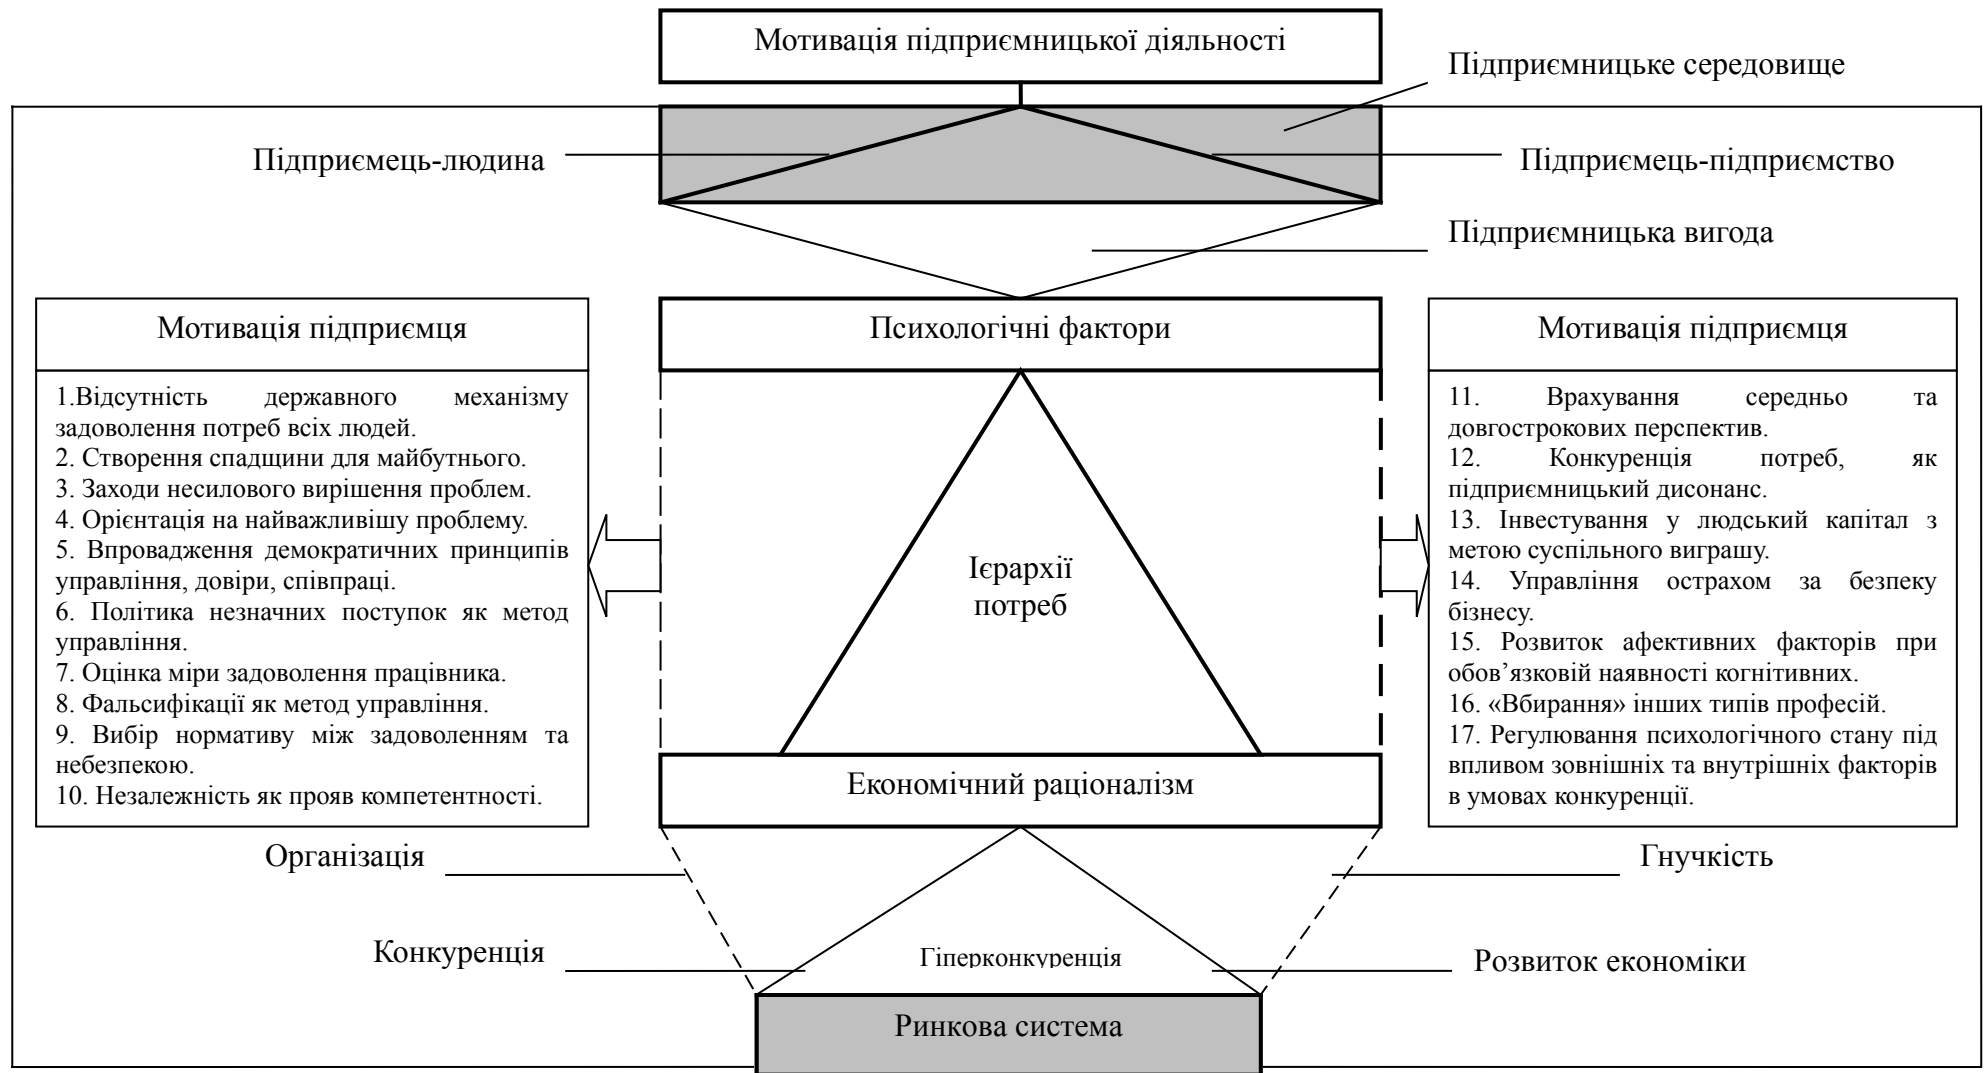 Мотивація підприємницької діяльності
Підприємницьке середовище
Підприємець-людина
Підприємець-підприємство
Підприємницька вигода
Мотивація підприємця
1.Відсутність державного механізму
задоволення потреб всіх людей.
2. Створення спадщини для майбутнього.
3. Заходи несилового вирішення проблем.
4. Орієнтація на найважливішу проблему.
5. Впровадження демократичних принципів
управління, довіри, співпраці.
6. Політика незначних поступок як метод
управління.
7. Оцінка міри задоволення працівника.
8. Фальсифікації як метод управління.
9. Вибір нормативу між задоволенням та
небезпекою.
10. Незалежність як прояв компетентності.
Психологічні фактори
Ієрархії
потреб
Економічний раціоналізм
Мотивація підприємця
11. Врахування середньо та
довгострокових перспектив.
12. Конкуренція потреб, як
підприємницький дисонанс.
13. Інвестування у людський капітал з
метою суспільного виграшу.
14. Управління острахом за безпеку
бізнесу.
15. Розвиток афективних факторів при
обов’язковій наявності когнітивних.
16. «Вбирання» інших типів професій.
17. Регулювання психологічного стану під
впливом зовнішніх та внутрішніх факторів
в умовах конкуренції.
Організація
Гнучкість
Конкуренція
Гіперконкуренція
Розвиток економіки
Ринкова система